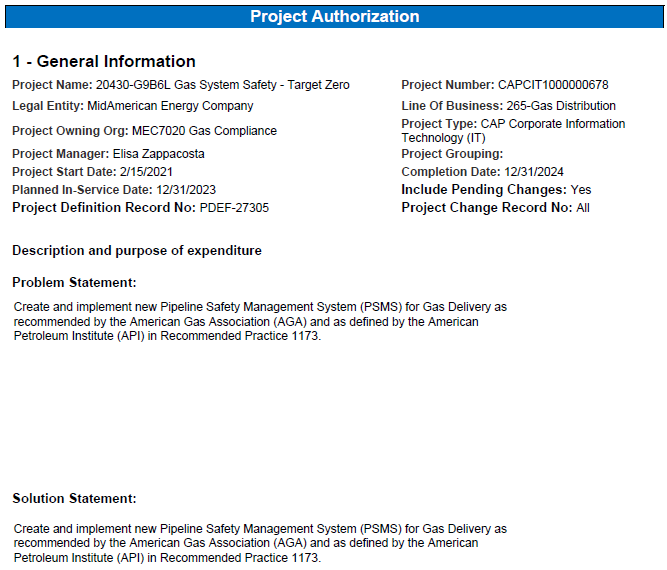 Project Authorization
1 - General Information
Project Name: 20430-G9B6L Gas System Safety - Target Zero
Project Number: CAPCIT1000000678
Legal Entity: MidAmerican Energy Company
Line Of Business: 265-Gas Distribution
Project Owning Org: MEC7020 Gas Compliance
Project Type: CAP Corporate Information
Technology (IT)
Project Manager: Elisa Zappacosta
Project Grouping:
Project Start Date: 2/15/2021
Completion Date: 12/31/2024
Planned In-Service Date: 12/31/2023
Include Pending Changes: Yes
Project Definition Record No: PDEF-27305
Project Change Record No: All
Description and purpose of expenditure
Problem Statement:
Create and implement new Pipeline Safety Management System (PSMS) for Gas Delivery as
recommended by the American Gas Association (AGA) and as defined by the American
Petroleum Institute (API) in Recommended Practice 1173.
Solution Statement:
Create and implement new Pipeline Safety Management System (PSMS) for Gas Delivery as
recommended by the American Gas Association (AGA) and as defined by the American
Petroleum Institute (API) in Recommended Practice 1173.